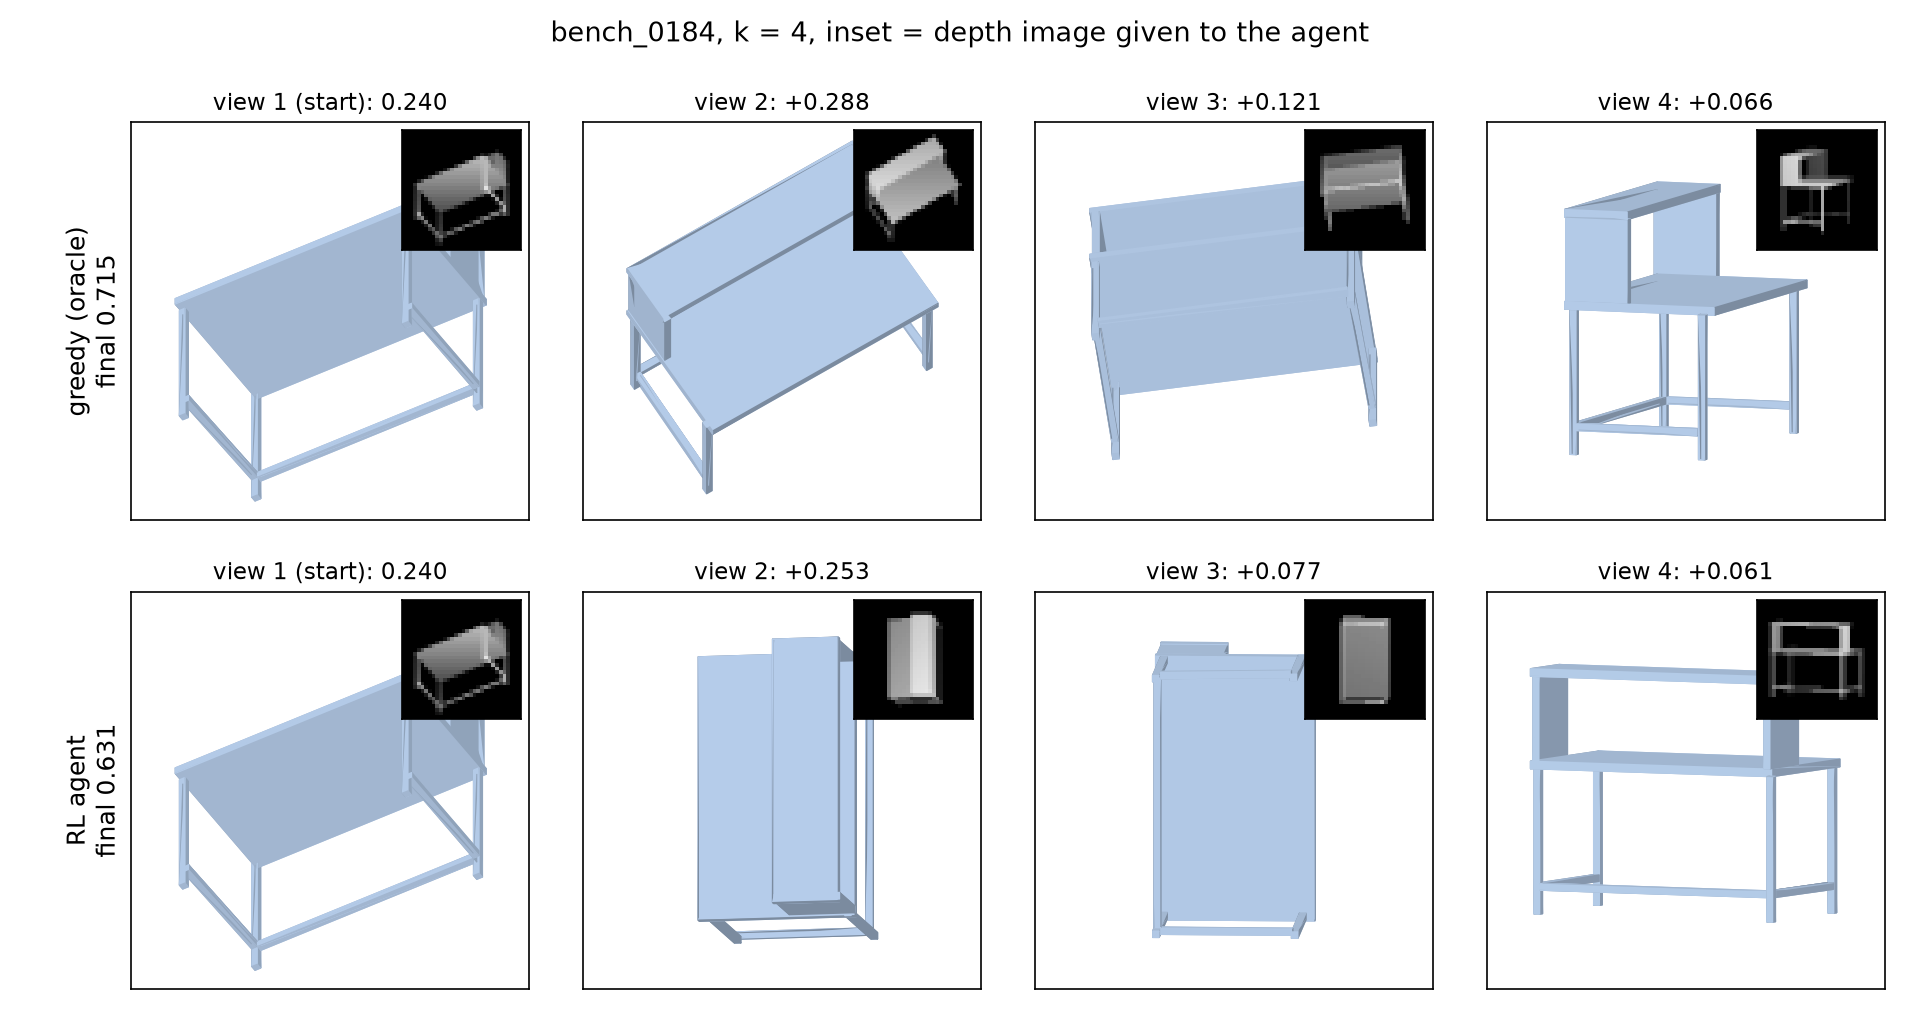 bench_0184, k = 4, inset = depth image given to the agent
greedy (oracle)
final 0.715
view 1 (start): 0.240
view 2: +0.288
view 3: +0.121
view 4: +0.066
RL agent
final 0.631
view 1 (start): 0.240
view 2: +0.253
view 3: +0.077
view 4: +0.061